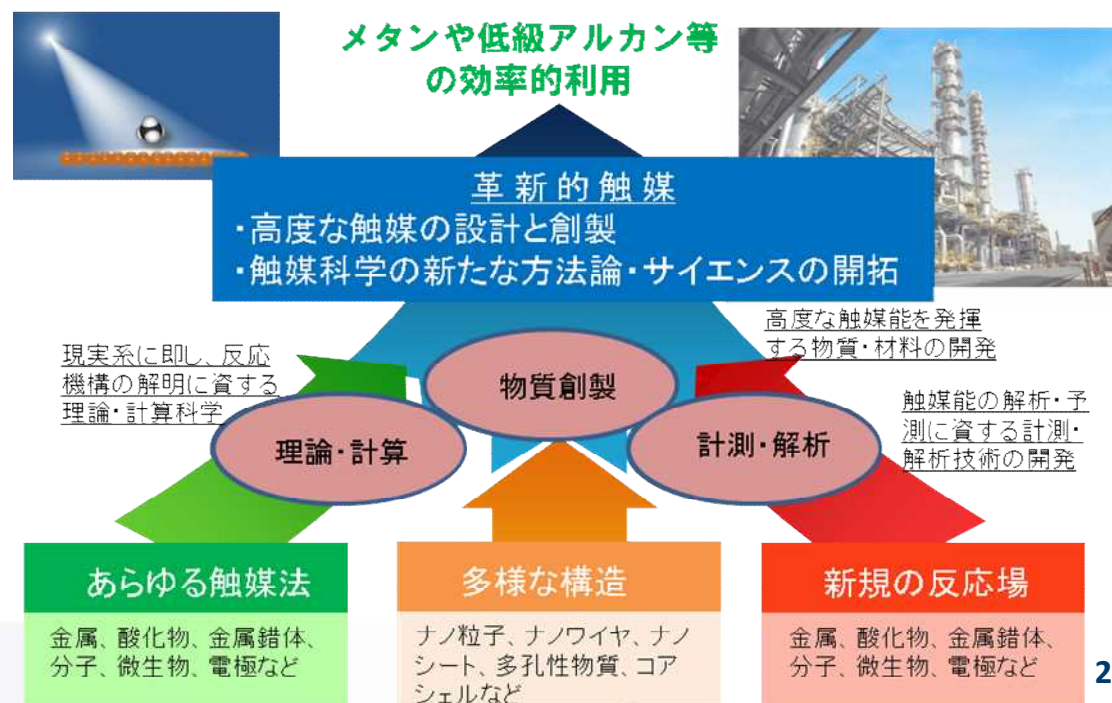 メタンや低級アルカン等
の効率的利用
革新的触媒
・高度な触媒の設計と創製
・触媒科学の新たな方法論・サイエンスの開拓
高度な触媒能を発揮
する物質・材料の開発
現実系に即し、反応
機構の解明に資する
理論・計算科学
物質創製
触媒能の解析・予
測に資する計測・
解析技術の開発
理論・計算
計測・解析
あらゆる触媒法
金属、酸化物、金属錯体、
分子、微生物、電極など
多様な構造
ナノ粒子、ナノワイヤ、ナノ
シート、多孔性物質、コア
シェルなど
新規の反応場
金属、酸化物、金属錯体、
分子、微生物、電極など
2